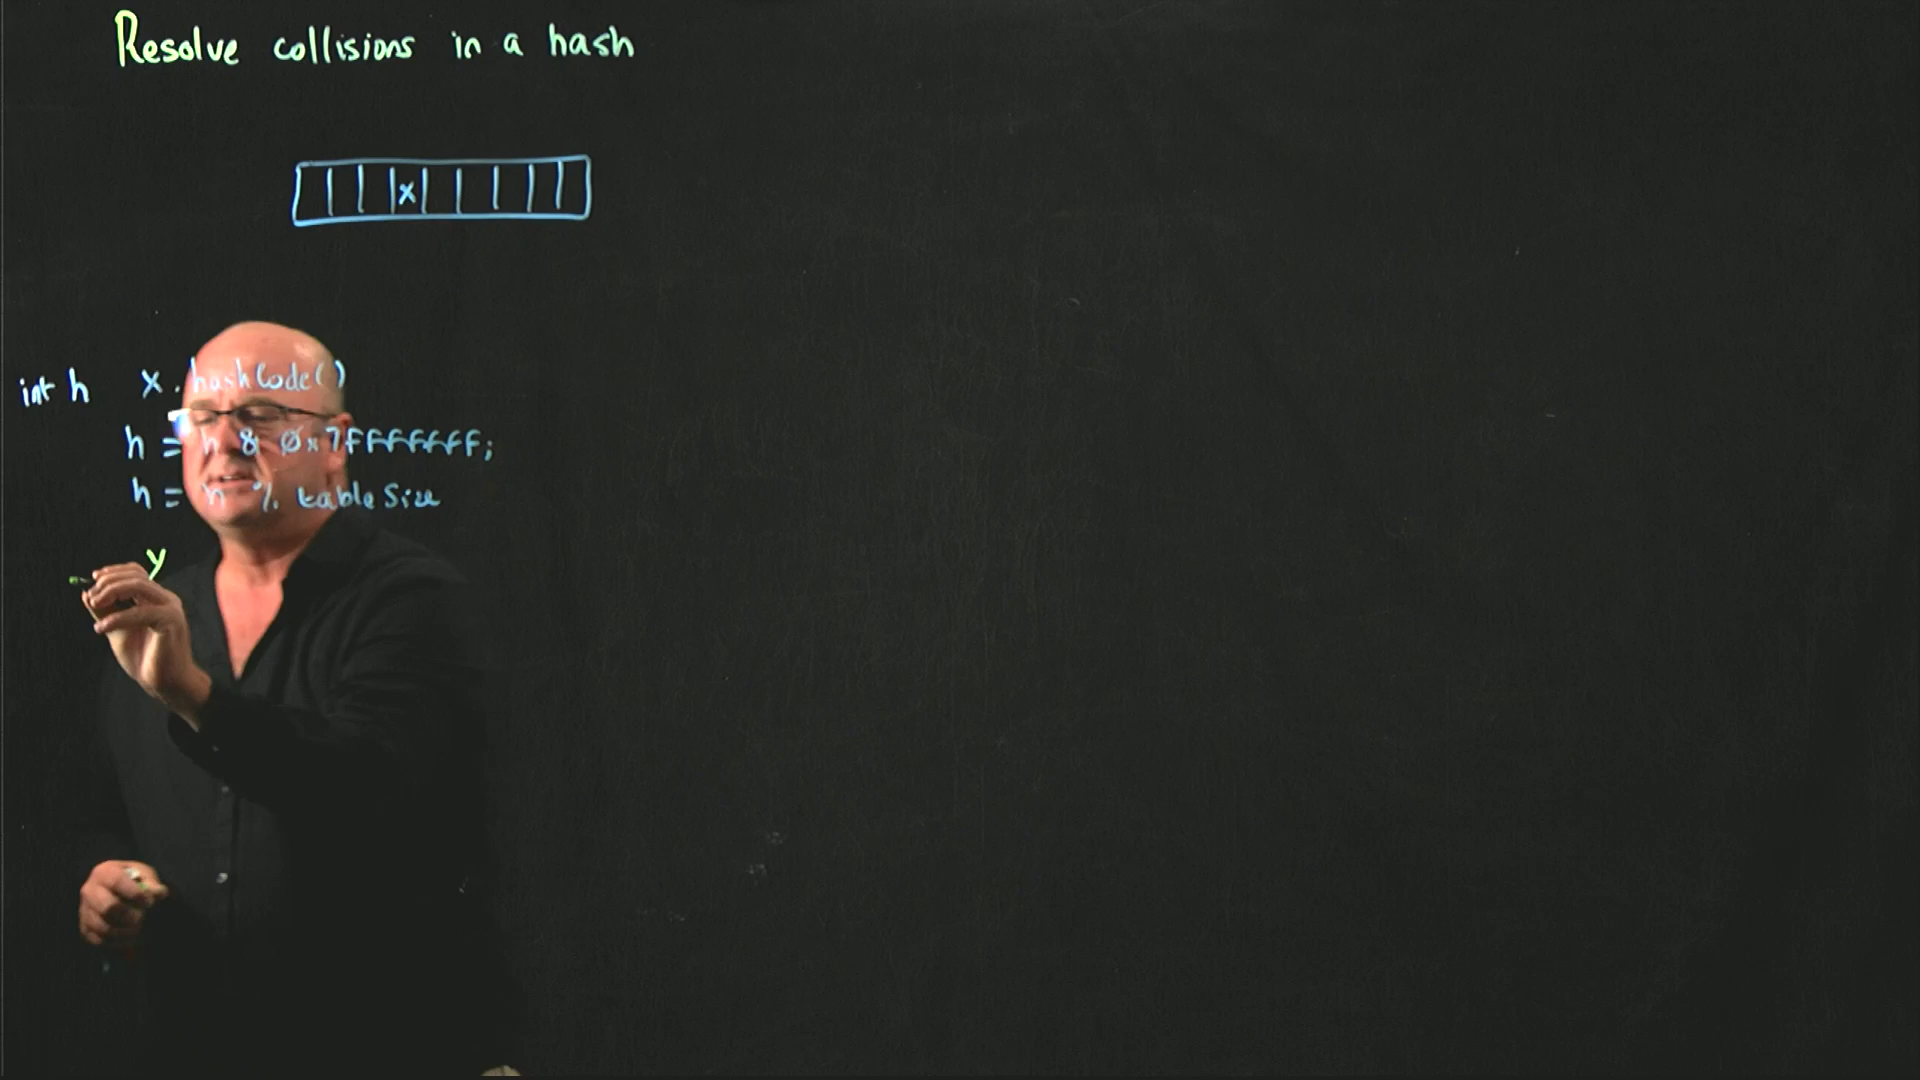 Resolve collisions in a hash
x
int h x.hashCode()
h = h & 0x7FFFFFFF;
h = h % tableSize
y